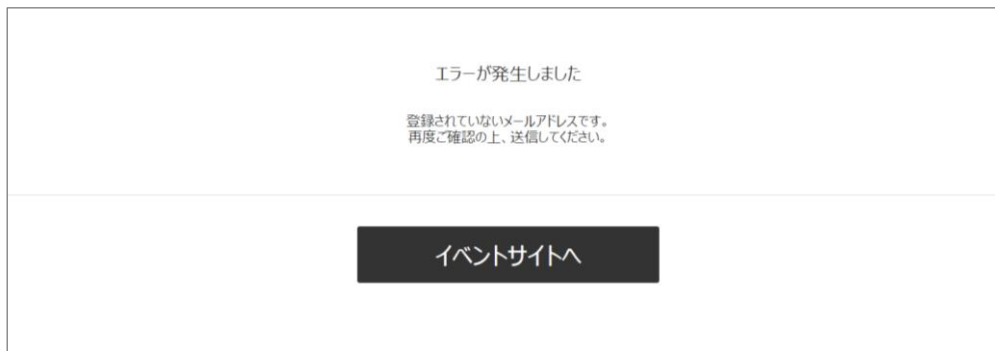 エラーが発生しました
登録されていないメールアドレスです。
再度ご確認の上、送信してください。
イベントサイトへ